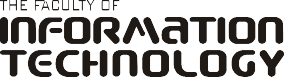 THE FACULTY OF
INFORMATION
TECHNOLOGY